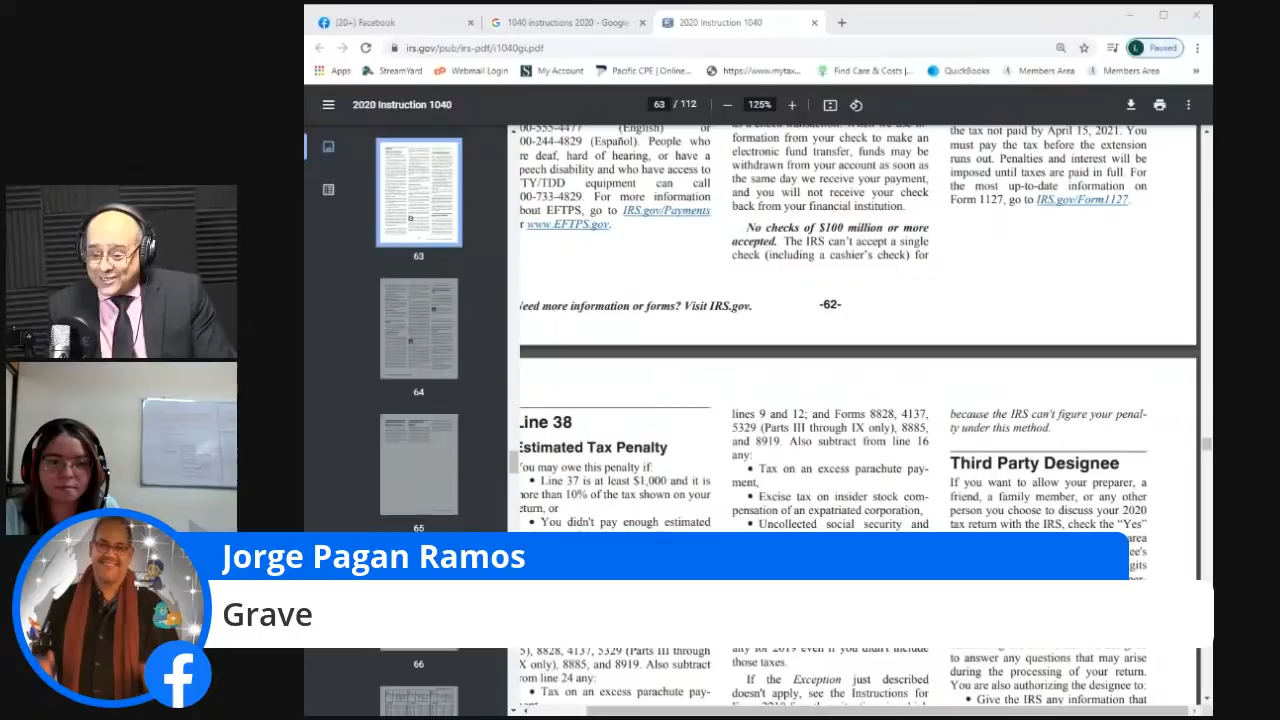 (20+) Facebook
1040 instructions 2020 - Google
2020 Instruction 1040
irs.gov/pub/irs-pdf/i1040gi.pdf
Paused
Apps
StreamYard
Webmail Login
My Account
Pacific CPE | Online...
https://www.mytax...
Find Care & Costs |...
QuickBooks
Members Area
Members Area
2020 Instruction 1040
63 / 112
125%
63
64
65
66
00-555-4477 (English) or
00-244-4829 (Español). People who
re deaf, hard of hearing, or have a
peech disability and who have access to
TY/TDD equipment can call
00-733-4829. For more information
bout EFTPS, go to IRS.gov/Payments
r www.EFTPS.gov.
formation from your check to make an
electronic fund transfer, funds may be
withdrawn from your account as soon as
the same day we receive your payment,
and you will not receive your check
back from your financial institution.
No checks of $100 million or more
accepted. The IRS can't accept a single
check (including a cashier's check) for
the tax not paid by April 15, 2021. You
must pay the tax before the extension
runs out. Penalties and interest will be
imposed until taxes are paid in full. For
the most up-to-date information on
Form 1127, go to IRS.gov/Form1127.
Need more information or forms? Visit IRS.gov.
-62-
Line 38
Estimated Tax Penalty
You may owe this penalty if:
• Line 37 is at least $1,000 and it is
more than 10% of the tax shown on your
return, or
• You didn't pay enough estimated
lines 9 and 12; and Forms 8828, 4137,
5329 (Parts III through IX only), 8885,
and 8919. Also subtract from line 16
any:
• Tax on an excess parachute pay-
ment,
• Excise tax on insider stock com-
pensation of an expatriated corporation,
• Uncollected social security and
because the IRS can't figure your penal-
ty under this method.
Third Party Designee
If you want to allow your preparer, a
friend, a family member, or any other
person you choose to discuss your 2020
tax return with the IRS, check the "Yes"
area
ee's
gits
Jorge Pagan Ramos
Grave
5), 8828, 4137, 5329 (Parts III through
IX only), 8885, and 8919. Also subtract
from line 24 any:
• Tax on an excess parachute pay-
any for 2019 even if you didn't include
those taxes.
If the Exception just described
doesn't apply, see the Instructions for
to answer any questions that may arise
during the processing of your return.
You are also authorizing the designee to:
• Give the IRS any information that